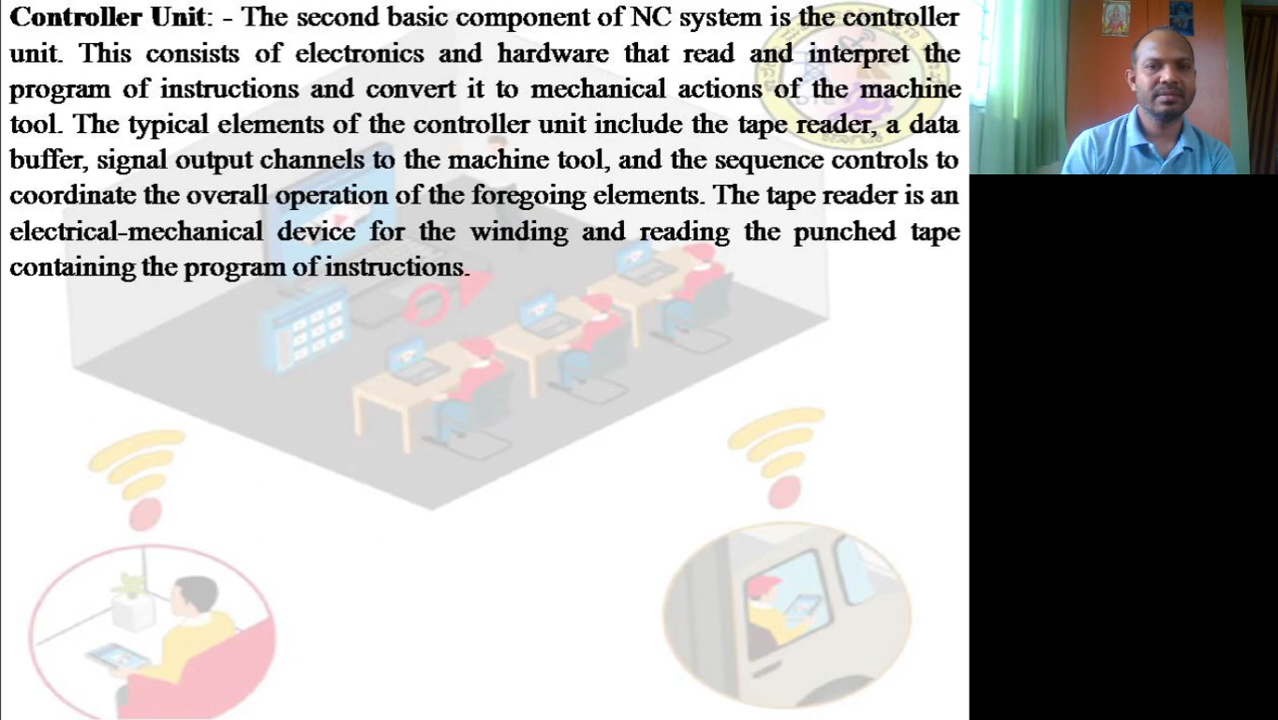 Controller Unit: - The second basic component of NC system is the controller
unit. This consists of electronics and hardware that read and interpret the
program of instructions and convert it to mechanical actions of the machine
tool. The typical elements of the controller unit include the tape reader, a data
buffer, signal output channels to the machine tool, and the sequence controls to
coordinate the overall operation of the foregoing elements. The tape reader is an
electrical-mechanical device for the winding and reading the punched tape
containing the program of instructions.